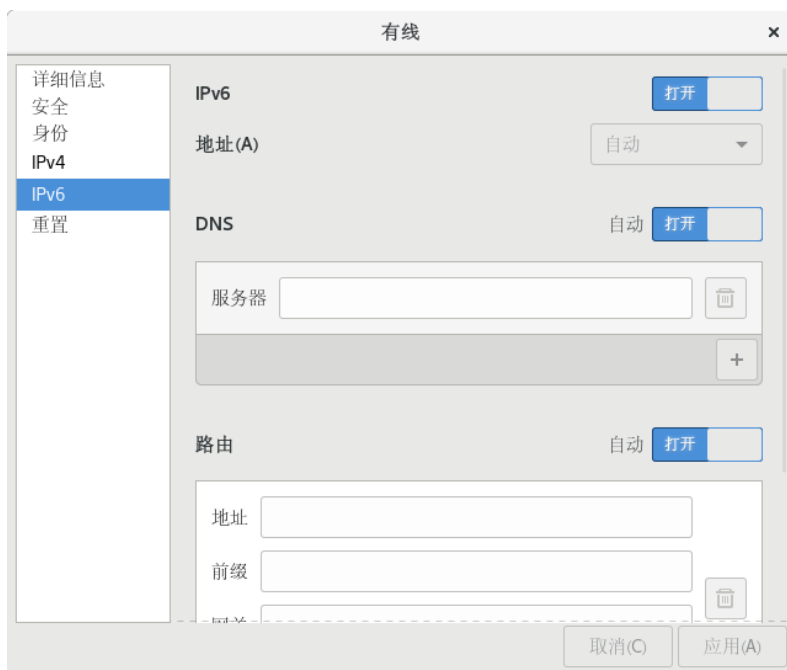 有线
详细信息
安全
身份
IPv4
IPv6
重置
IPv6 打开
地址(A) 自动
DNS 自动 打开
服务器
路由 自动 打开
地址
前缀
网关
取消(C) 应用(A)